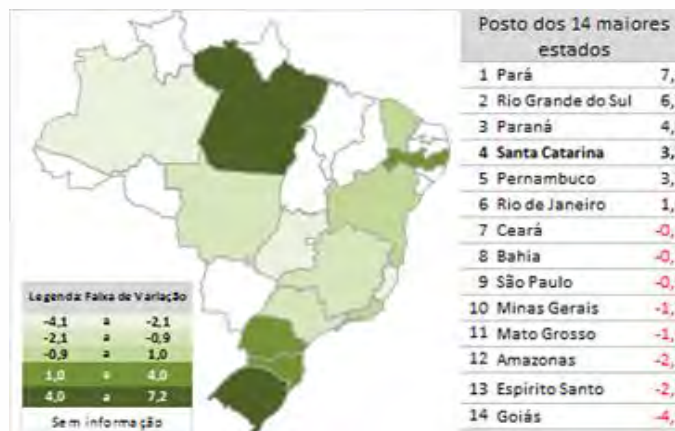 Posto dos 14 maiores
estados
1 Pará 7,
2 Rio Grande do Sul 6,
3 Paraná 4,
4 Santa Catarina 3,
5 Pernambuco 3,
6 Rio de Janeiro 1,
7 Ceará -0,
8 Bahia -0,
9 São Paulo -0,
10 Minas Gerais -1,
11 Mato Grosso -1,
12 Amazonas -2,
13 Espírito Santo -2,
14 Goiás -4,
Legenda: Faixa de Variação
-4,1 a -2,1
-2,1 a -0,9
-0,9 a 1,0
1,0 a 4,0
4,0 a 7,2
Sem informação